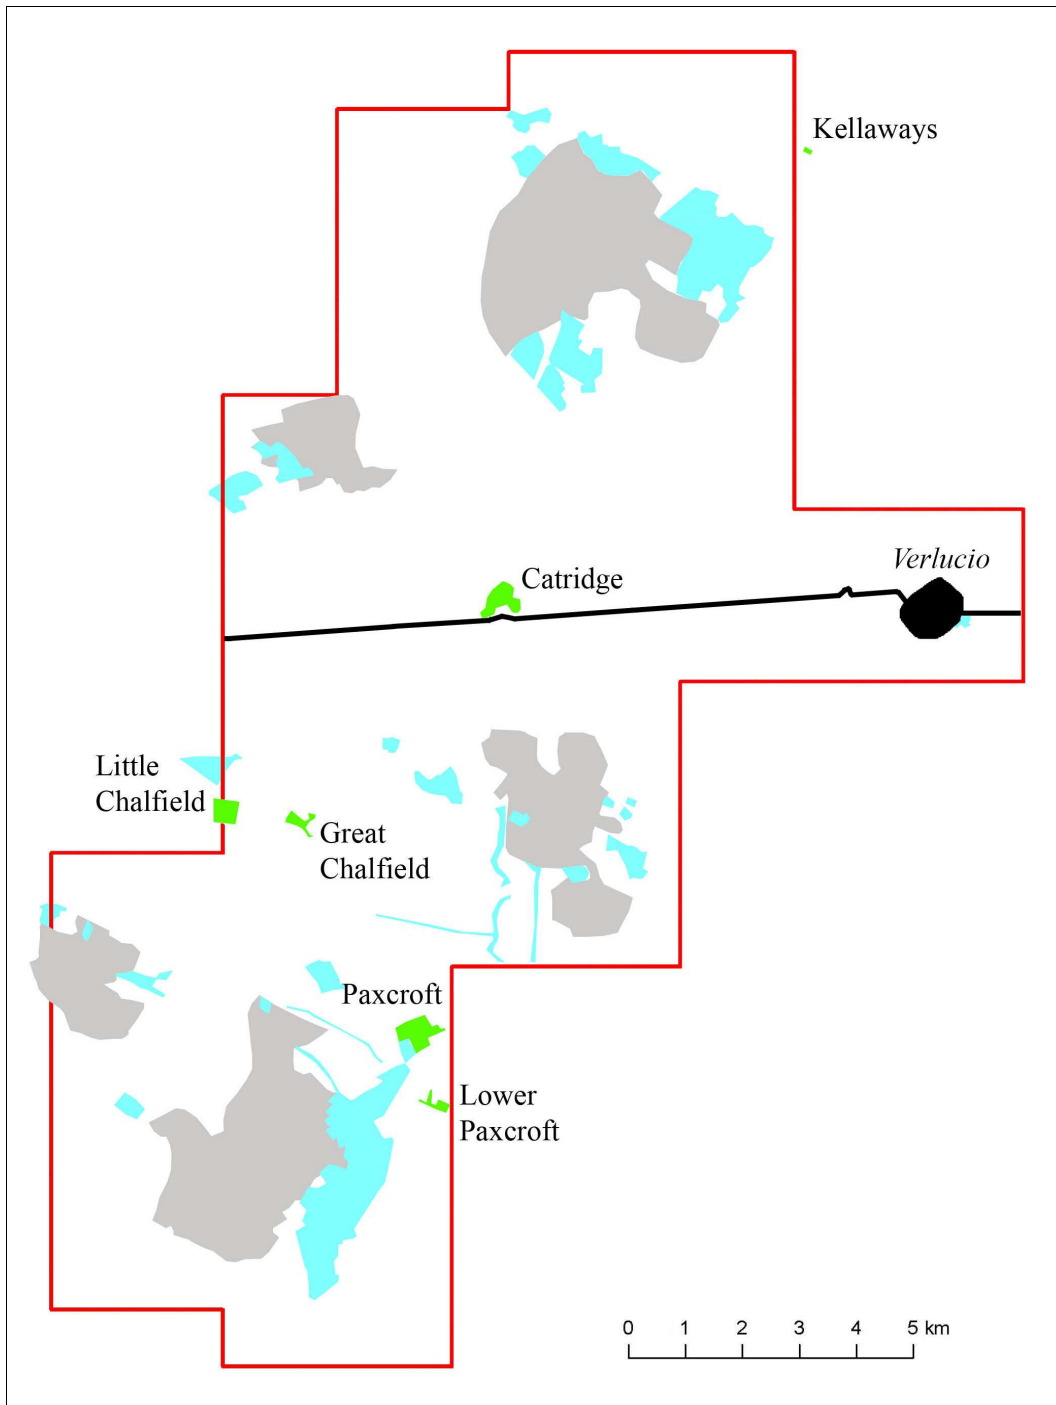 Kellaways
Verlucio
Catridge
Little
Chalfield
Great
Chalfield
Paxcroft
Lower
Paxcroft
0 1 2 3 4 5 km